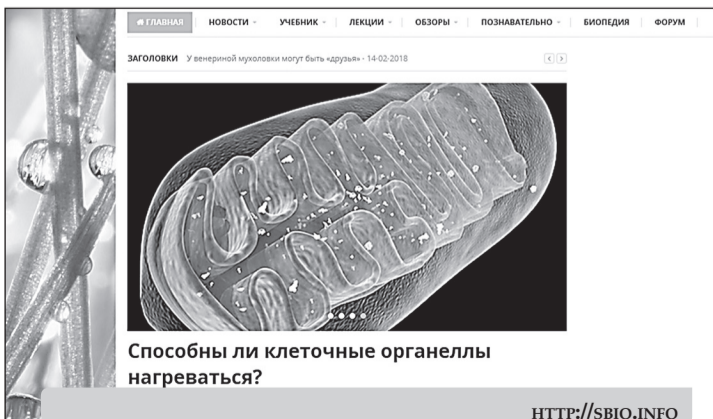 ГЛАВНАЯ НОВОСТИ УЧЕБНИК ЛЕКЦИИ ОБЗОРЫ ПОЗНАВАТЕЛЬНО БИОПЕДИЯ ФОРУМ
ЗАГОЛОВКИ У венериной мухоловки могут быть «друзья» - 14-02-2018
Способны ли клеточные органеллы
нагреваться?
HTTP://SBIO.INFO